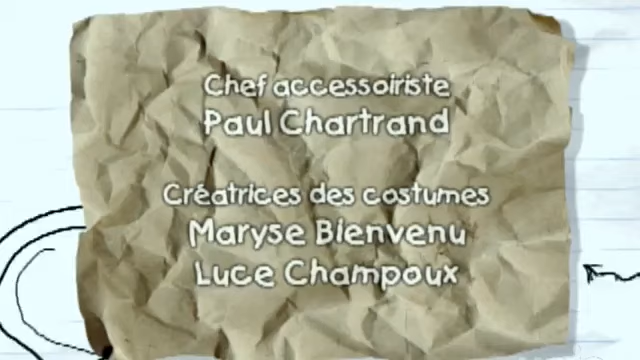 Chef accessoiriste
Paul Chartrand
Créatrices des costumes
Maryse Bienvenu
Luce Champoux